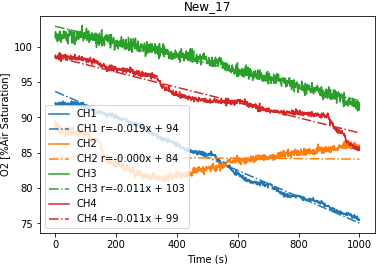 New_17
O2 [%Air Saturation]
100
95
90
85
80
75
CH1
CH1 r=-0.019x + 94
CH2
CH2 r=-0.000x + 84
CH3
CH3 r=-0.011x + 103
CH4
CH4 r=-0.011x + 99
0 200 400 600 800 1000
Time (s)